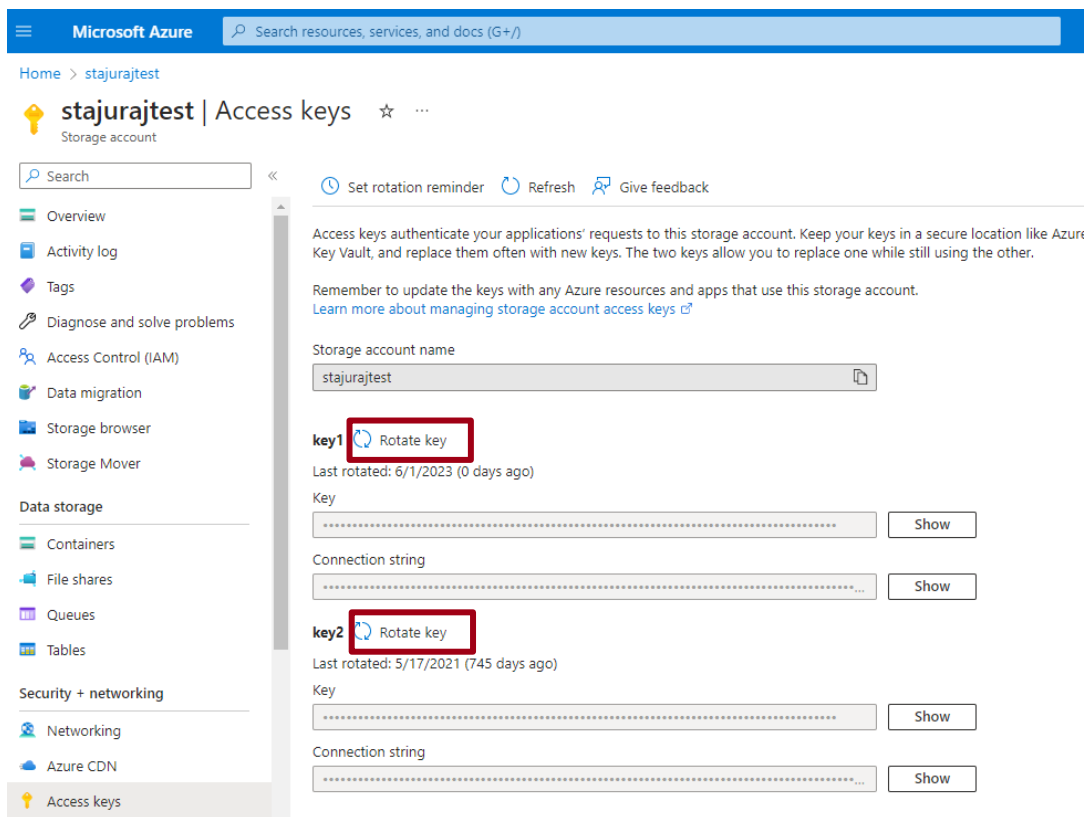 Microsoft Azure
Search resources, services, and docs (G+/)
Home > stajurajtest
stajurajtest | Access keys
Storage account
Search
Overview
Activity log
Tags
Diagnose and solve problems
Access Control (IAM)
Data migration
Storage browser
Storage Mover
Data storage
Containers
File shares
Queues
Tables
Security + networking
Networking
Azure CDN
Access keys
Set rotation reminder Refresh Give feedback
Access keys authenticate your applications' requests to this storage account. Keep your keys in a secure location like Azure
Key Vault, and replace them often with new keys. The two keys allow you to replace one while still using the other.
Remember to update the keys with any Azure resources and apps that use this storage account.
Learn more about managing storage account access keys
Storage account name
stajurajtest
key1 Rotate key
Last rotated: 6/1/2023 (0 days ago)
Key
Show
Connection string
Show
key2 Rotate key
Last rotated: 5/17/2021 (745 days ago)
Key
Show
Connection string
Show